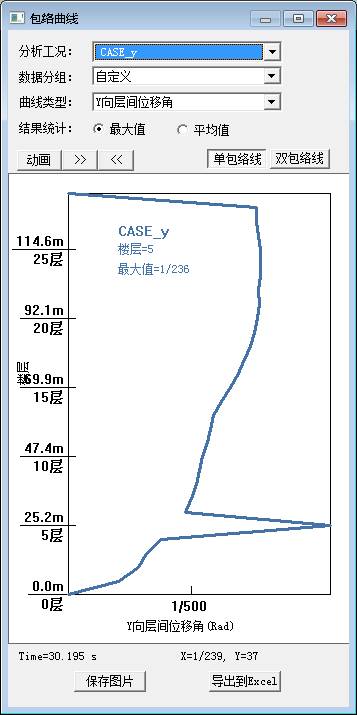 包络曲线
分析工况： CASE_y
数据分组： 自定义
曲线类型： Y向层间位移角
结果统计： 最大值 平均值
动画 >> << 单包络线 双包络线
CASE_y
楼层=5
最大值=1/236
114.6m
25层
92.1m
20层
69.9m
15层
楼层
47.4m
10层
25.2m
5层
0.0m
0层
1/500
Y向层间位移角(Rad)
Time=30.195 s X=1/239, Y=37
保存图片 导出到Excel